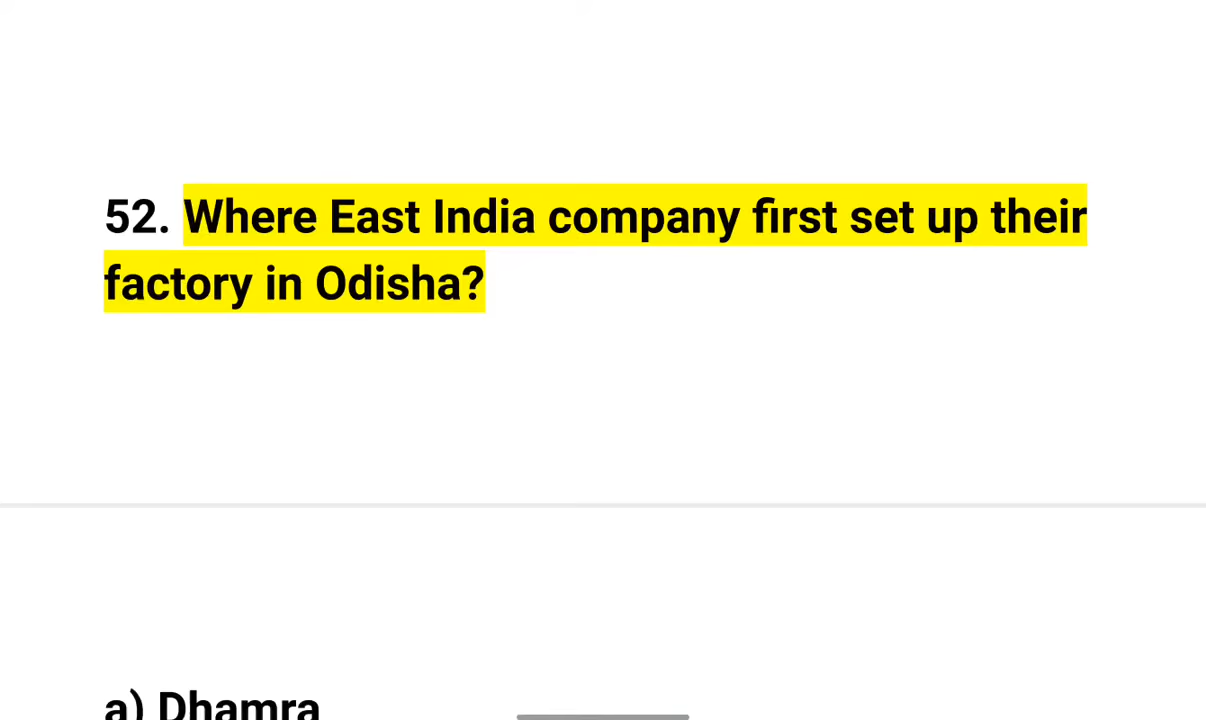 52. Where East India company first set up their
factory in Odisha?
a) Dhamra